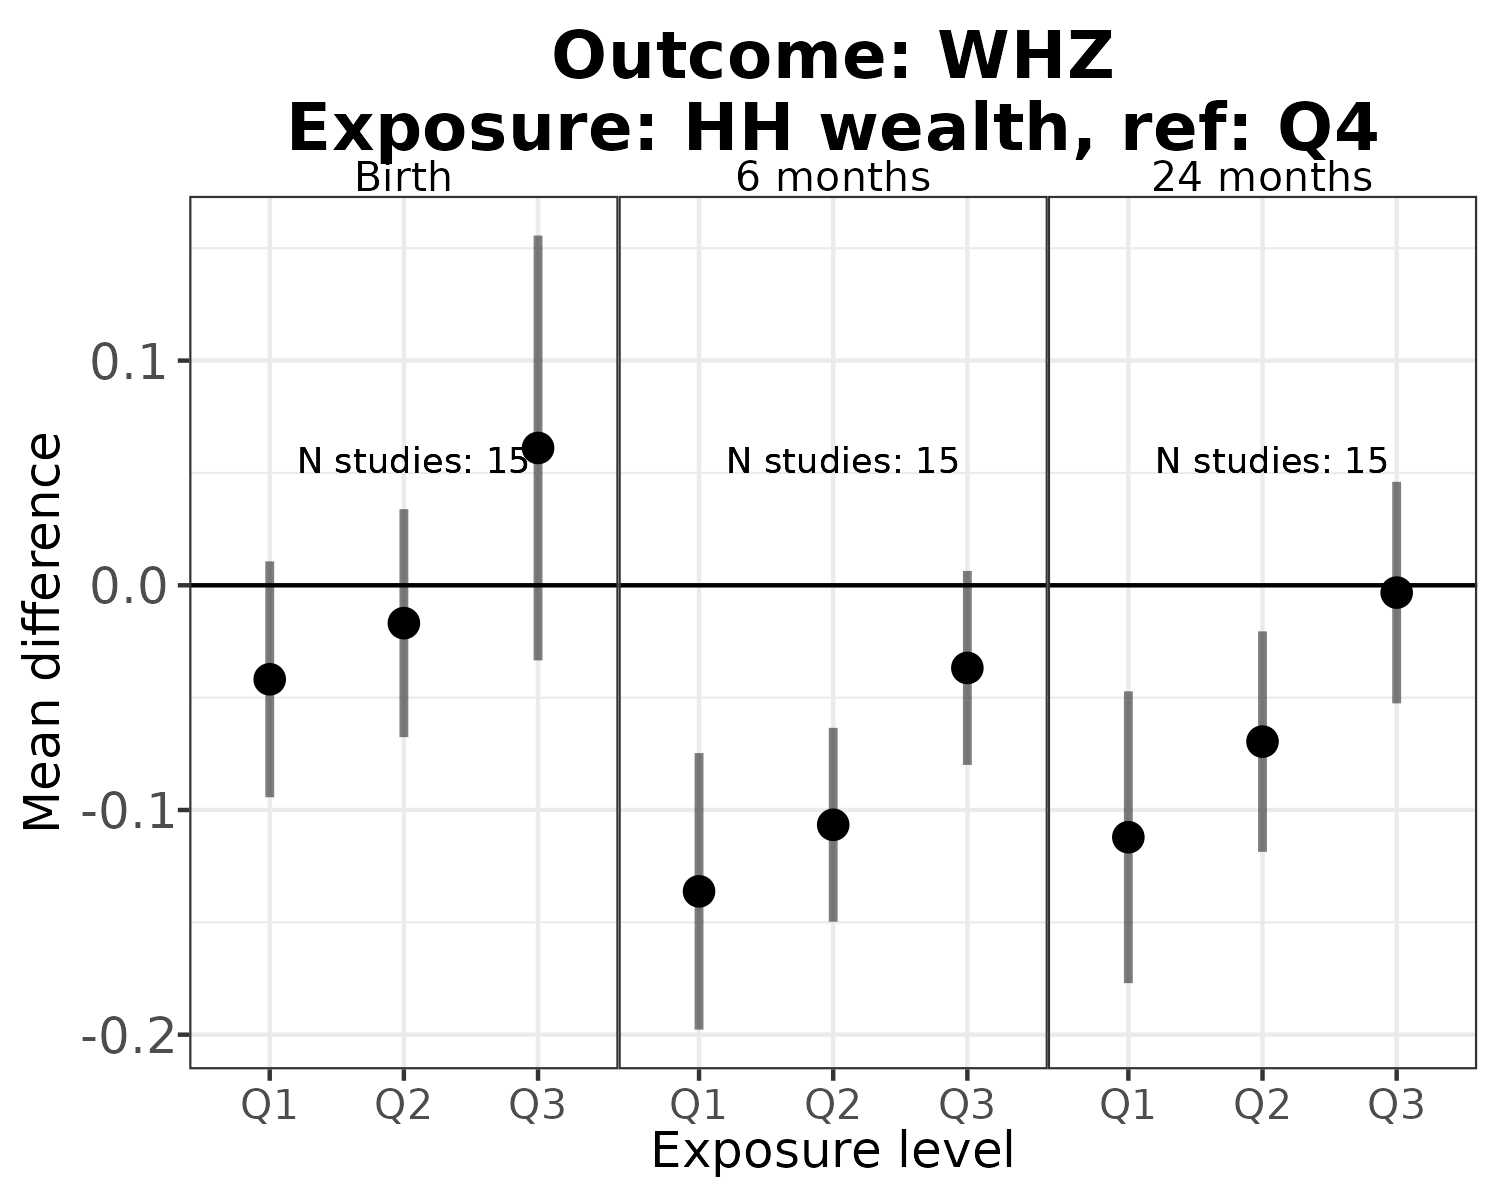 Outcome: WHZ
Exposure: HH wealth, ref: Q4
Birth 6 months 24 months
0.1
N studies: 15 N studies: 15 N studies: 15
0.0
-0.1
-0.2
Mean difference
Q1 Q2 Q3 Q1 Q2 Q3 Q1 Q2 Q3
Exposure level